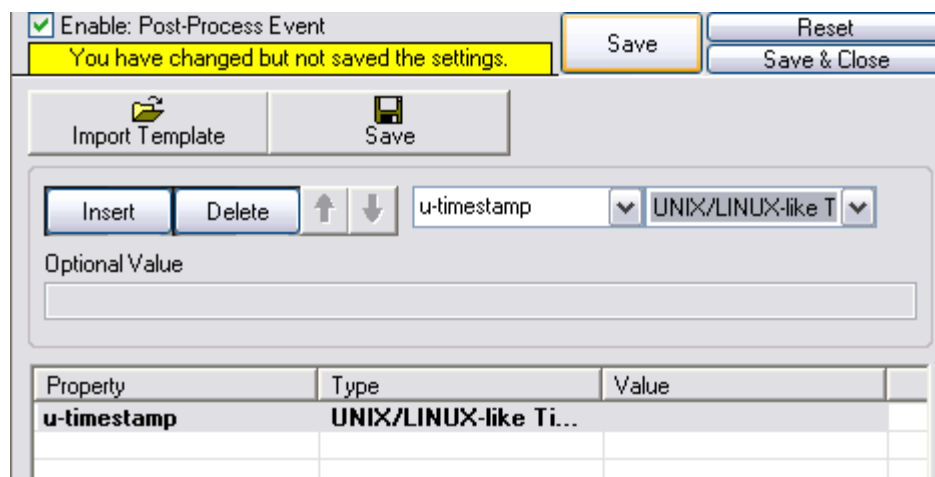 Enable: Post-Process Event
You have changed but not saved the settings.
Save
Reset
Save & Close
Import Template
Save
Insert
Delete
u-timestamp
UNIX/LINUX-like T
Optional Value
Property Type Value
u-timestamp UNIX/LINUX-like Ti...